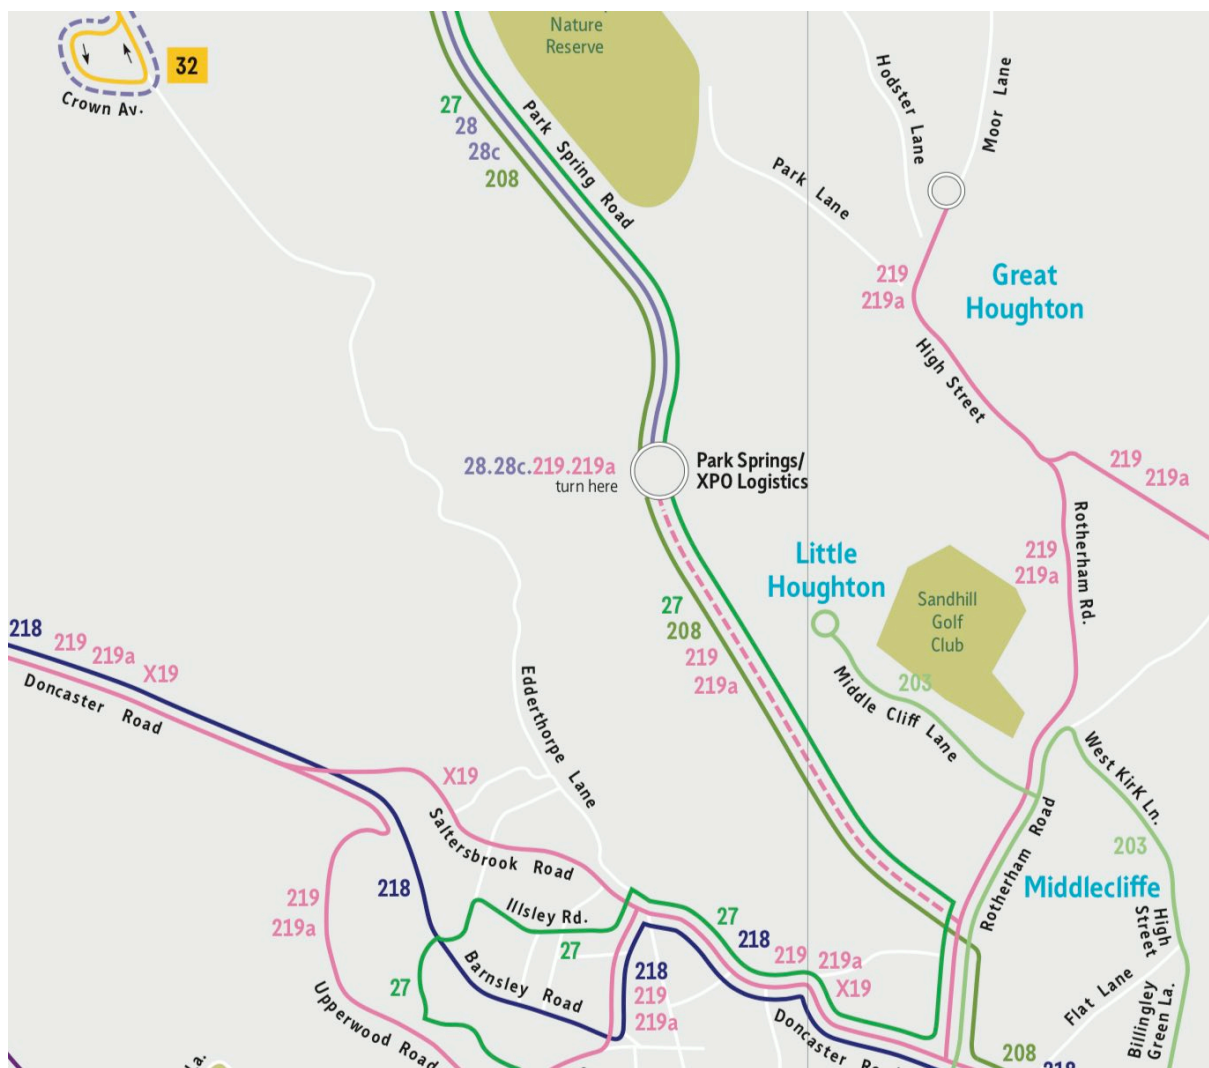 Nature
Reserve
32
Crown Av.
27
28
28c
208
Park Spring Road
Hodster Lane
Moor Lane
Park Lane
219
219a
Great
Houghton
High Street
28.28c.219.219a
turn here
Park Springs/
XPO Logistics
219
219a
Rotherham Rd.
219
219a
Little
Houghton
Sandhill
Golf
Club
27
208
219
219a
203
Middle Cliff Lane
218
219
219a
X19
Doncaster Road
Edderthorpe Lane
X19
Saltersbrook Road
West KirK Ln.
203
Rotherham Road
Middlecliffe
218
219
219a
Illsley Rd.
27
27
218
219
219a
X19
High
Street
27
Barnsley Road
218
219
219a
Upperwood Road
Doncaster Ro
Flat Lane
Billingley
Green La.
208
218
La.